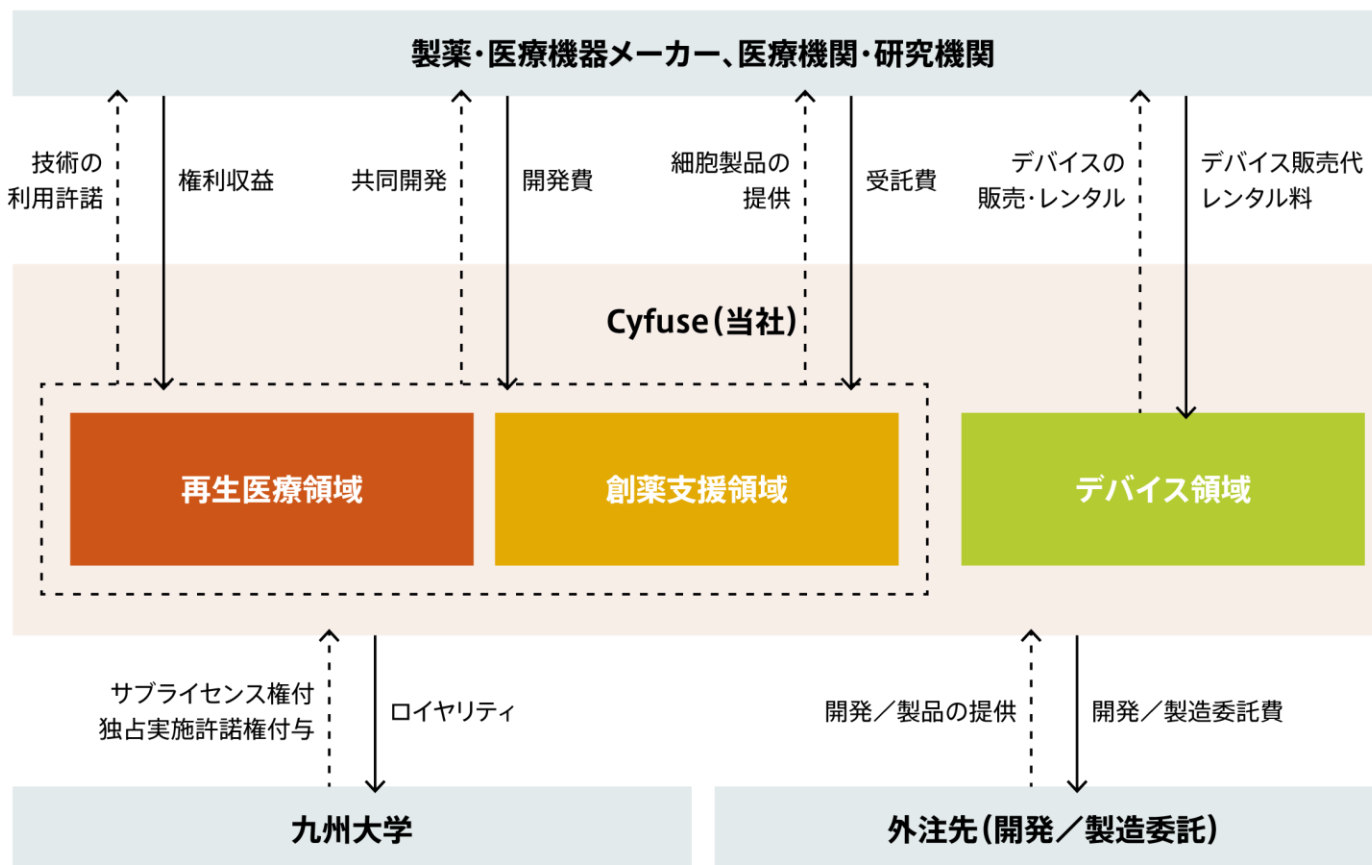 製薬・医療機器メーカー、医療機関・研究機関
技術の
利用許諾
権利収益
共同開発
開発費
細胞製品の
提供
受託費
デバイスの
販売・レンタル
デバイス販売代
レンタル料
Cyfuse(当社)
再生医療領域
創薬支援領域
デバイス領域
サブライセンス権付
独占実施許諾権付与
ロイヤリティ
開発／製品の提供
開発／製造委託費
九州大学
外注先(開発／製造委託)